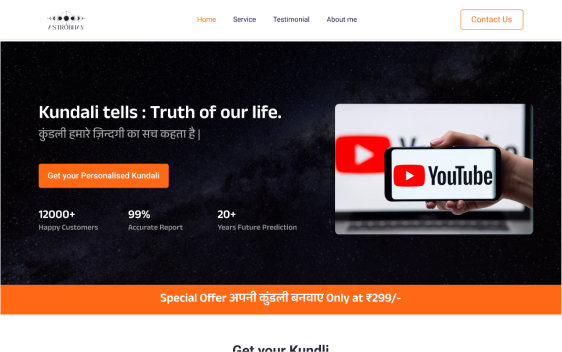 ASTROBHAV
Home Service Testimonial About me
Contact Us
Kundali tells : Truth of our life.
कुंडली हमारे ज़िन्दगी का सच कहता है |
Get your Personalised Kundali
12000+ 99% 20+
Happy Customers Accurate Report Years Future Prediction
YouTube
Special Offer अपनी कुंडली बनवाए Only at ₹299/-
Get your Kundli